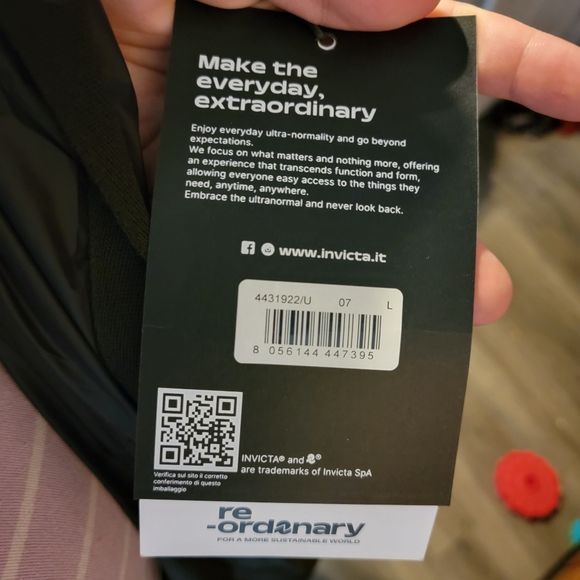 Make the
everyday,
extraordinary
Enjoy everyday ultra-normality and go beyond
expectations.
We focus on what matters and nothing more, offering
an experience that transcends function and form,
allowing everyone easy access to the things they
need, anytime, anywhere.
Embrace the ultranormal and never look back.
www.invicta.it
4431922/U 07 L
8 056144 447395
INVICTA® and ®
are trademarks of Invicta SpA
Verifica sul sito il corretto
conferimento di questo
imballaggio
re
-ordonary
FOR A MORE SUSTAINABLE WORLD